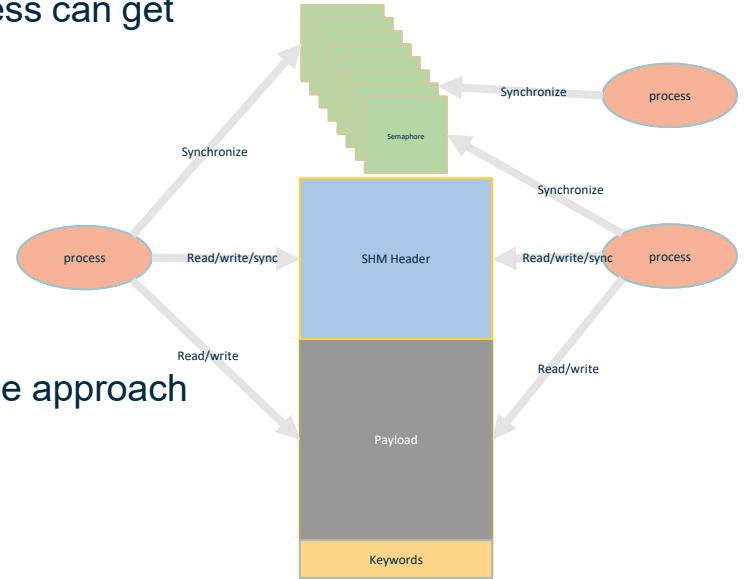 ess can get
Synchronize
process
Semaphore
Synchronize
Synchronize
process
Read/write/sync
SHM Header
Read/write/sync
process
Read/write
Read/write
e approach
Payload
Keywords